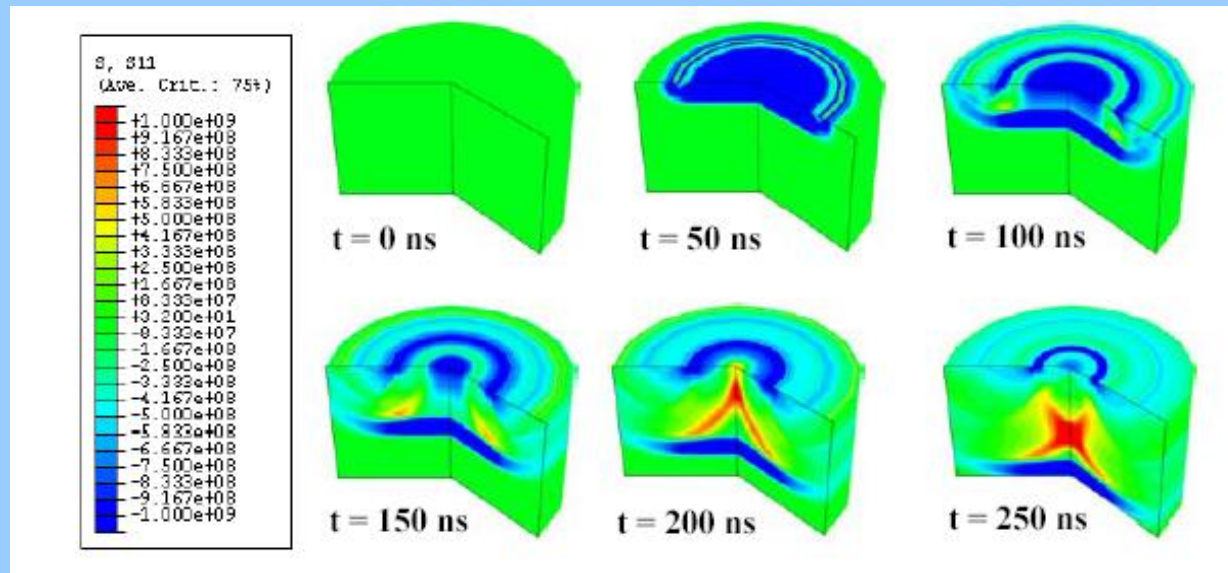 S, S11
(Ave. Crit.: 75%)
+1.000e+09
+9.167e+08
+8.333e+08
+7.500e+08
+6.667e+08
+5.833e+08
+5.000e+08
+4.167e+08
+3.333e+08
+2.500e+08
+1.667e+08
+8.333e+07
+3.200e+01
-8.333e+07
-1.667e+08
-2.500e+08
-3.333e+08
-4.167e+08
-5.000e+08
-5.833e+08
-6.667e+08
-7.500e+08
-8.333e+08
-9.167e+08
-1.000e+09
t = 0 ns
t = 50 ns
t = 100 ns
t = 150 ns
t = 200 ns
t = 250 ns